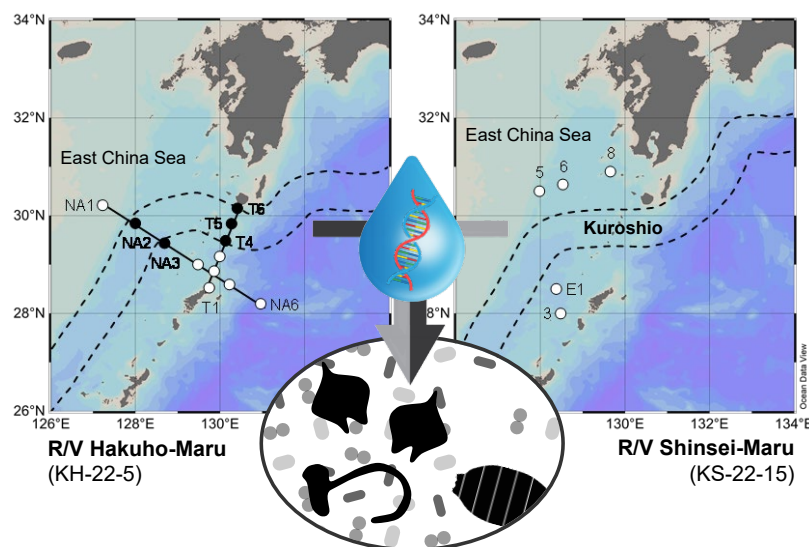 34°N
32°N
30°N
28°N
26°N
126°E
128°E
130°E
East China Sea
NA1
NA2
NA3
NA6
T6
T5
T4
T1
R/V Hakuho-Maru
(KH-22-5)
34°N
32°N
30°N
28°N
26°N
128°E
130°E
132°E
134°E
East China Sea
5
6
8
Kuroshio
E1
3
Ocean Data View
R/V Shinsei-Maru
(KS-22-15)